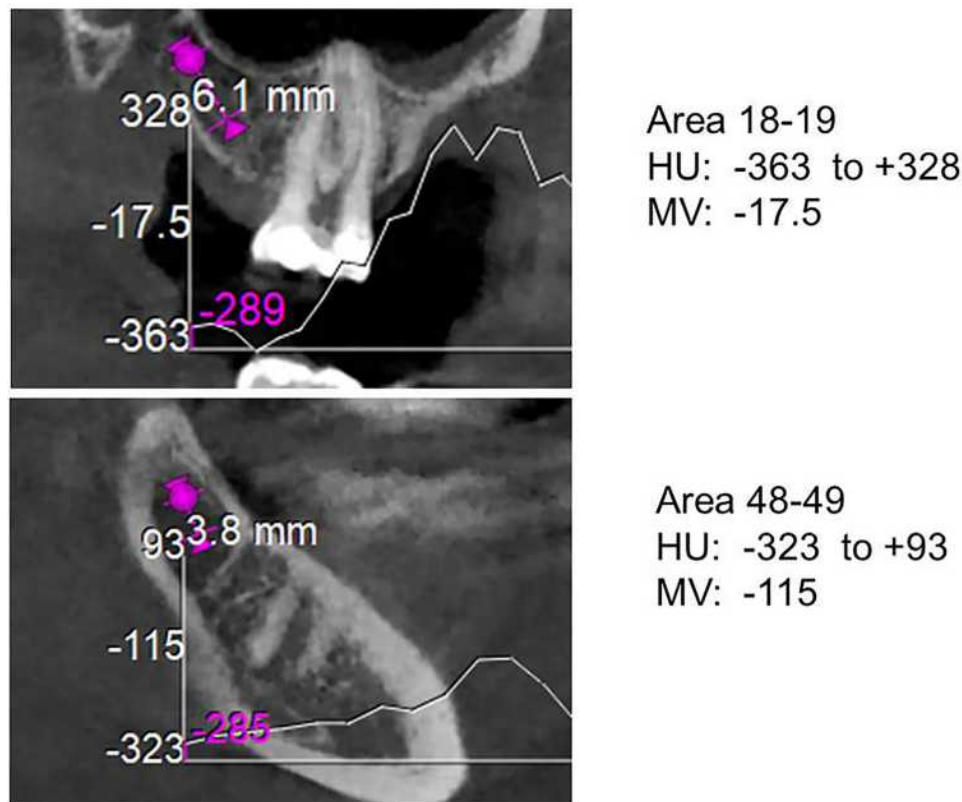 328 6.1 mm
-17.5
-289
-363
Area 18-19
HU: -363 to +328
MV: -17.5
93 3.8 mm
-115
-285
-323
Area 48-49
HU: -323 to +93
MV: -115